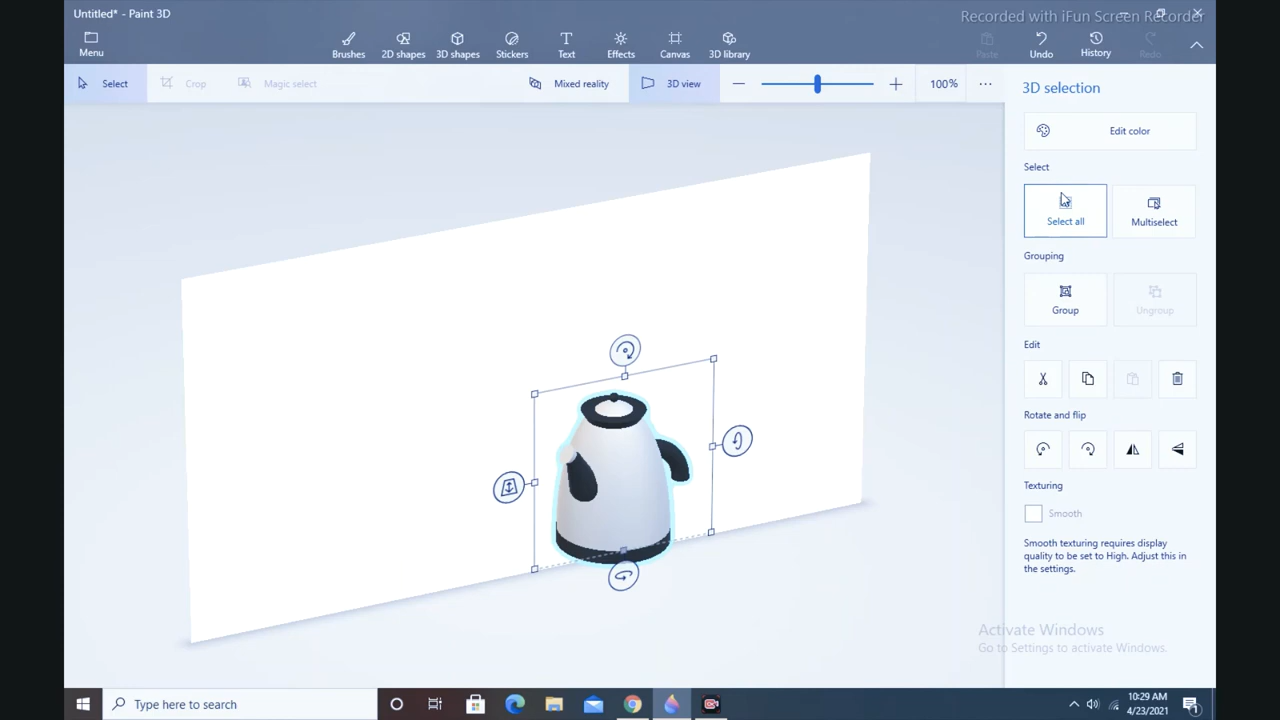 Untitled* - Paint 3D
Recorded with iFun Screen Recorder
Menu
Brushes
2D shapes
3D shapes
Stickers
Text
Effects
Canvas
3D library
Paste
Undo
History
Redo
Select
Crop
Magic select
Mixed reality
3D view
100%
3D selection
Edit color
Select
Select all
Multiselect
Grouping
Group
Ungroup
Edit
Rotate and flip
Texturing
Smooth
Smooth texturing requires display
quality to be set to High. Adjust this in
the settings.
Activate Windows
Go to Settings to activate Windows.
Type here to search
10:29 AM
4/23/2021
1